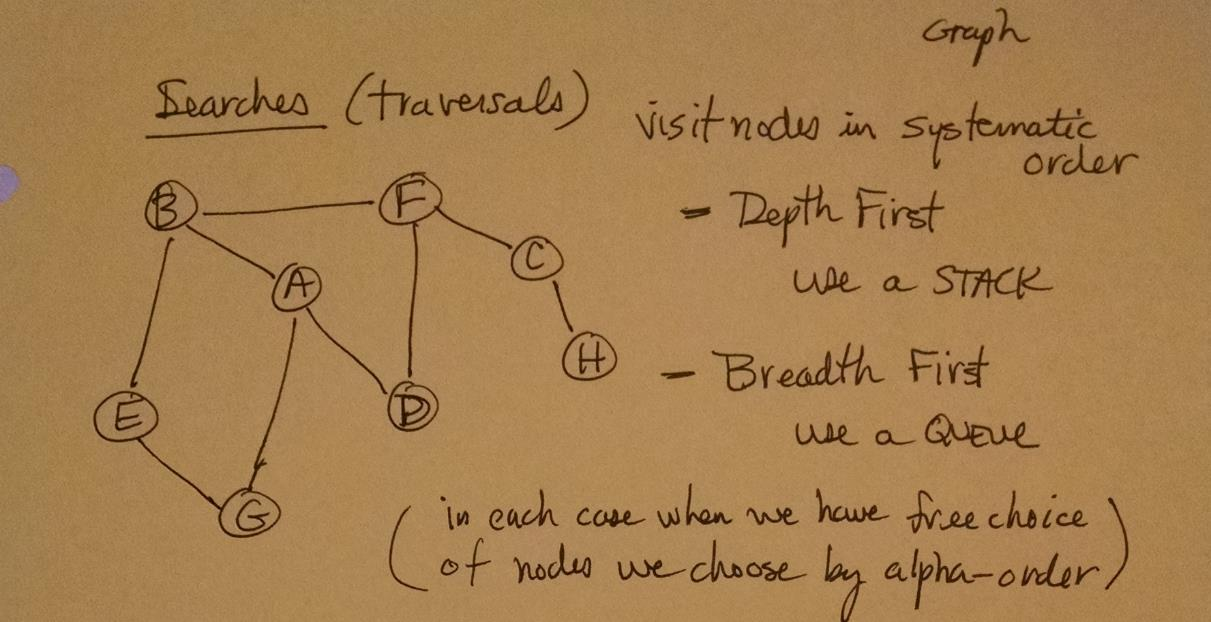 Graph
Searches (traversals)
visit nodes in systematic
order
B
F
C
A
H
E
D
G
- Depth First
use a STACK
- Breadth First
use a QUEUE
(in each case when we have free choice
of nodes we choose by alpha-order)